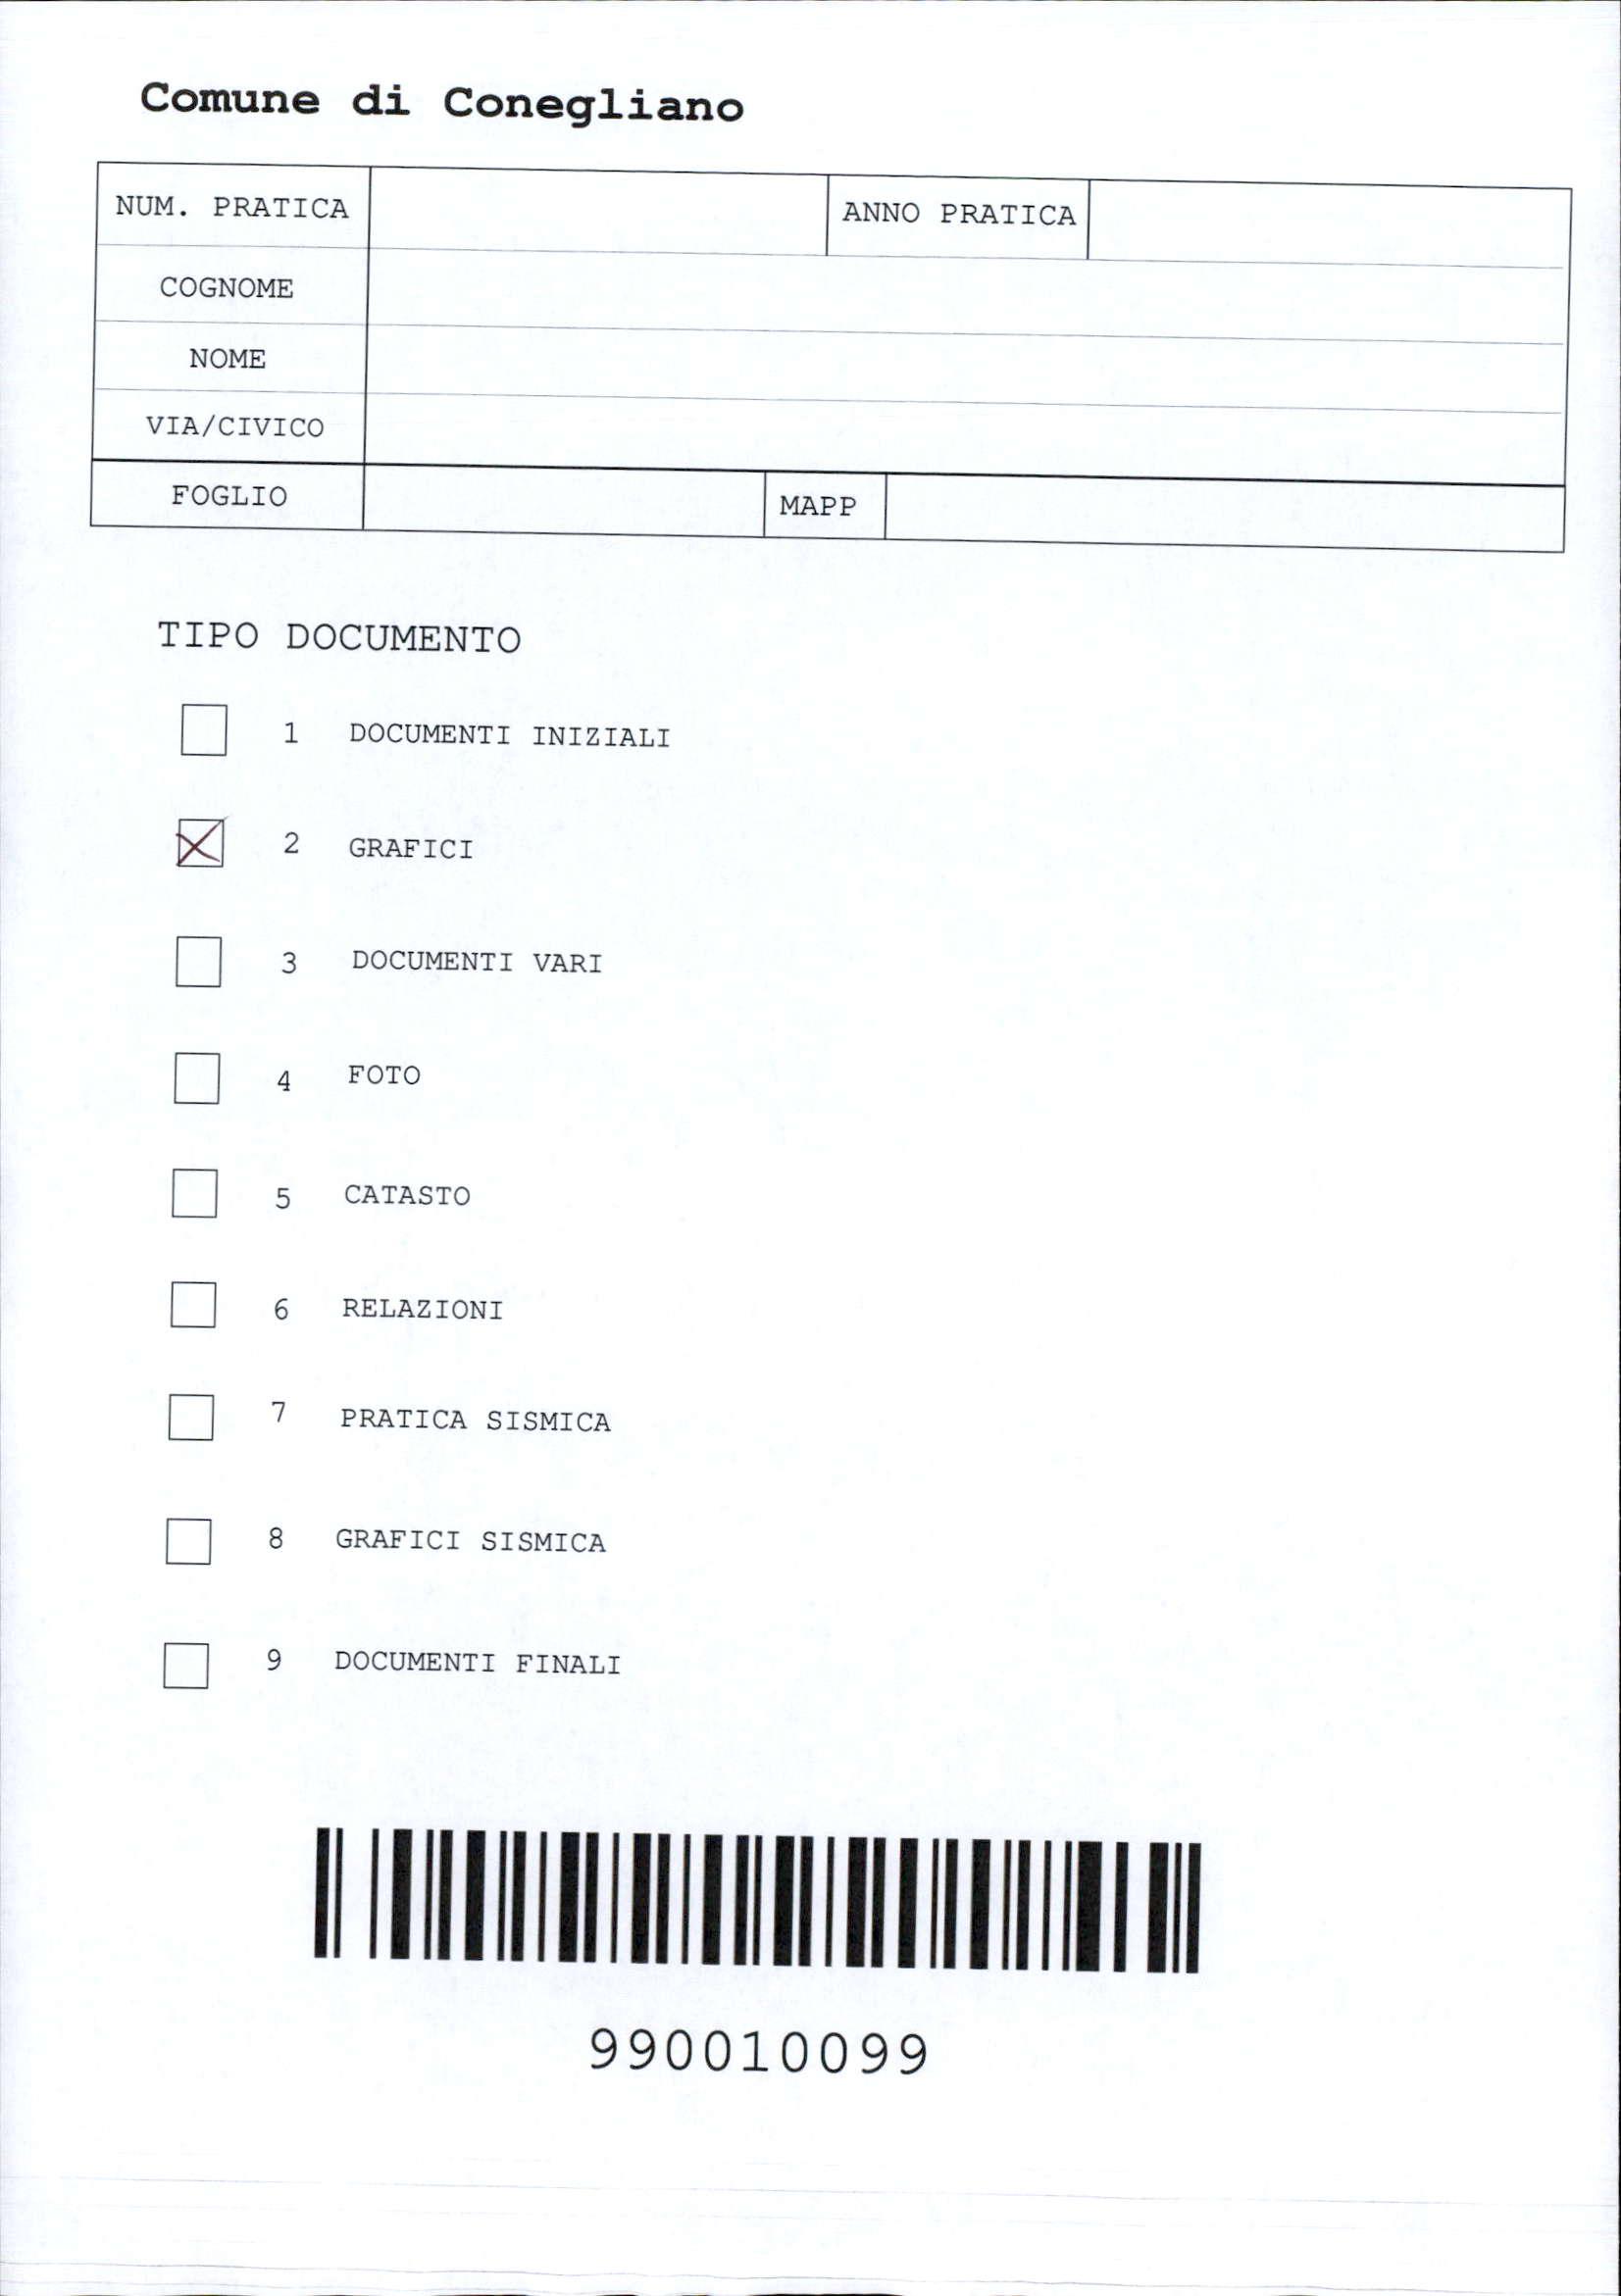 Comune di Conegliano
NUM. PRATICA ANNO PRATICA
COGNOME
NOME
VIA/CIVICO
FOGLIO MAPP
TIPO DOCUMENTO
1 DOCUMENTI INIZIALI
2 GRAFICI
3 DOCUMENTI VARI
4 FOTO
5 CATASTO
6 RELAZIONI
7 PRATICA SISMICA
8 GRAFICI SISMICA
9 DOCUMENTI FINALI
990010099